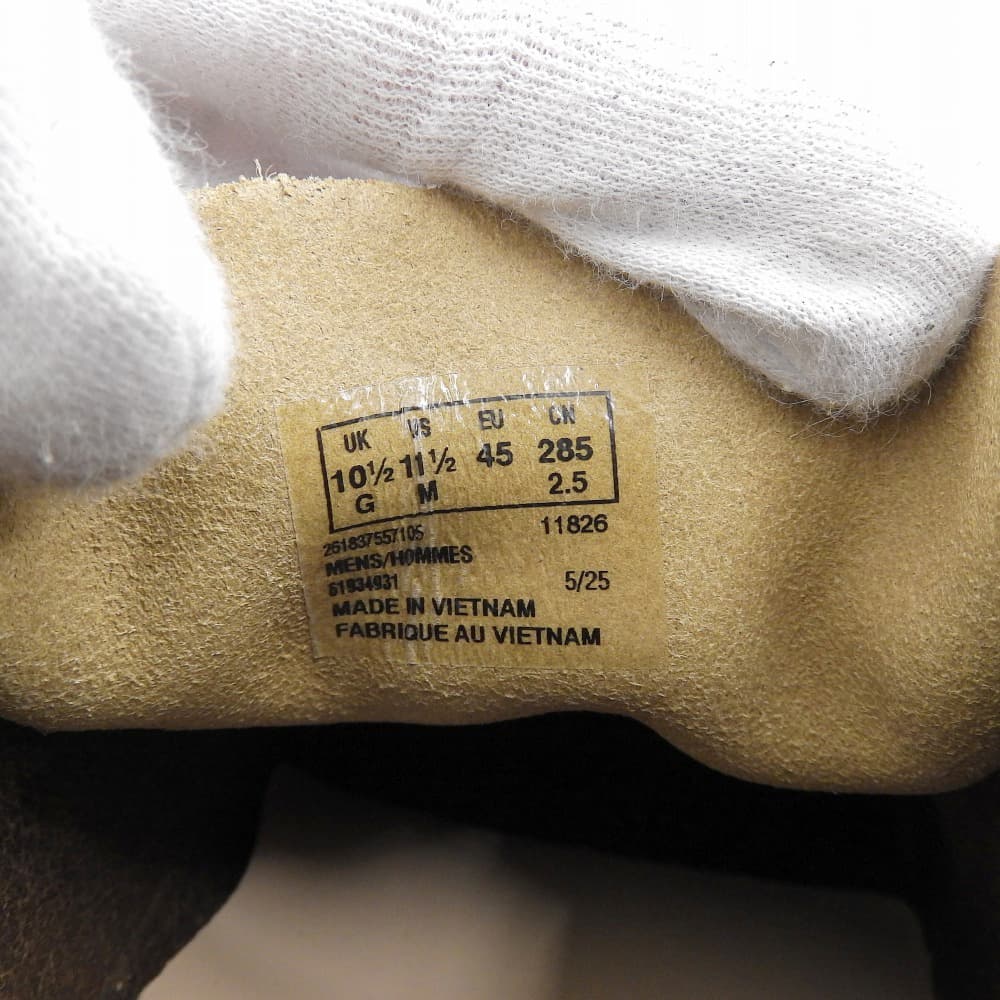 UK US EU CN
10½ 11½ 45 285
G M 2.5
261837557105 11826
MENS/HOMMES
61934931 5/25
MADE IN VIETNAM
FABRIQUE AU VIETNAM